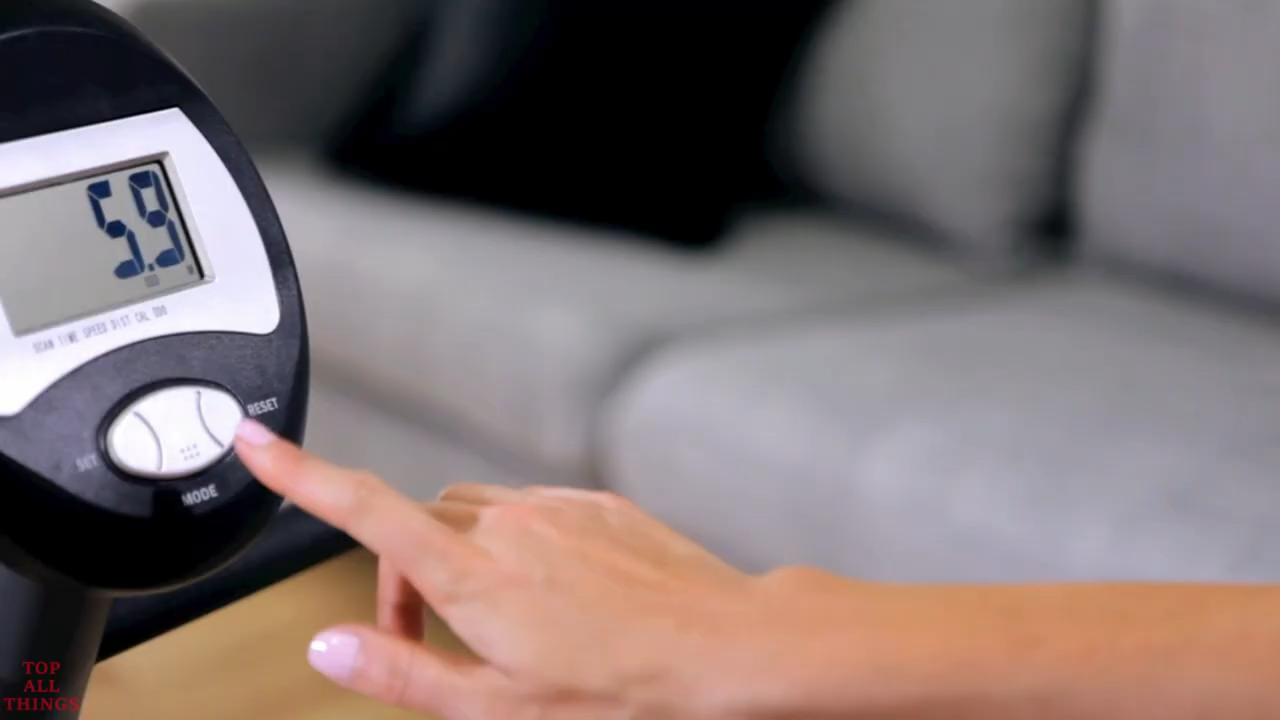 5.9
SCAN TIME SPEED DIST CAL ODO
RESET
SET
MODE
TOP
ALL
THINGS